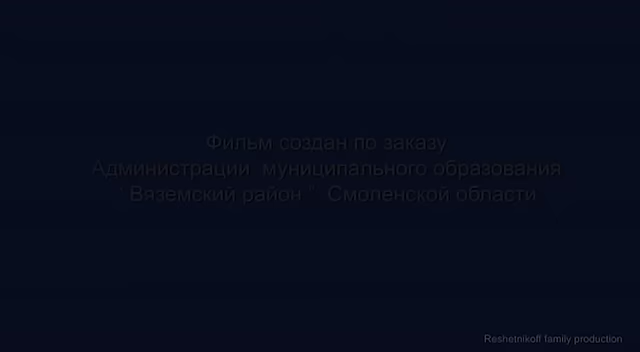 Фильм создан по заказу
Администрации муниципального образования
" Вяземский район " Смоленской области
Reshetnikoff family production